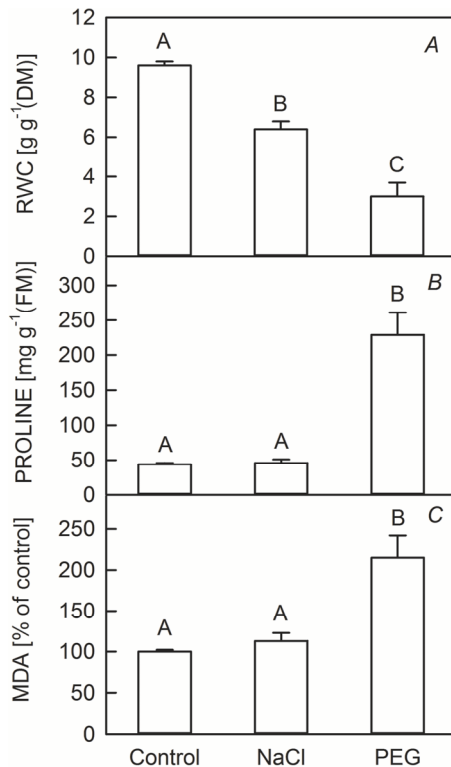 RWC [g g⁻¹(DM)]
12
10
8
6
4
2
0
A
B
C
A
PROLINE [mg g⁻¹(FM)]
300
250
200
150
100
50
0
A
A
B
B
MDA [% of control]
250
200
150
100
50
0
A
A
B
C
Control NaCl PEG